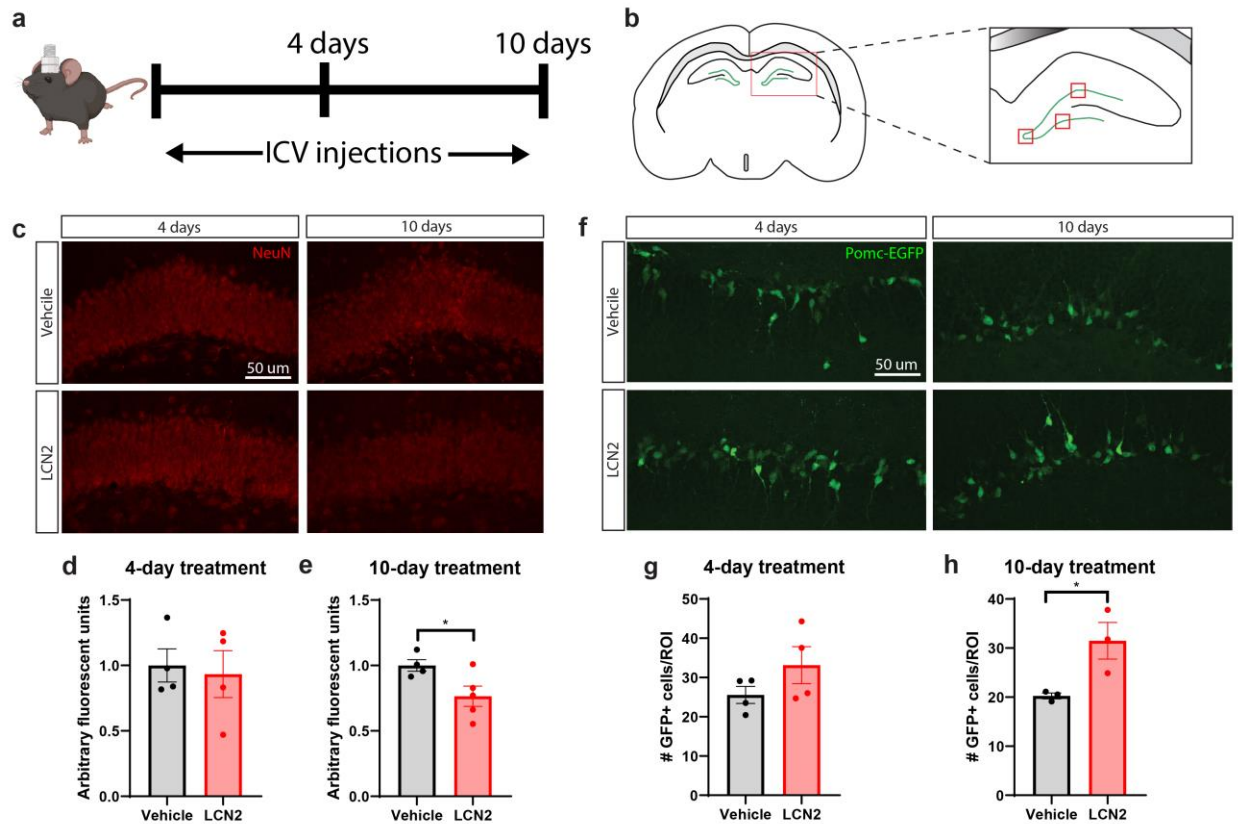 a
4 days
10 days
ICV injections
b
c
4 days
10 days
Vehcile
NeuN
50 um
LCN2
f
4 days
10 days
Pomc-EGFP
50 um
Vehcile
LCN2
d
4-day treatment
Arbitrary fluorescent units
1.5
1.0
0.5
0.0
Vehicle LCN2
e
10-day treatment
Arbitrary fluorescent units
1.5
1.0
0.5
0.0
*
Vehicle LCN2
g
4-day treatment
# GFP+ cells/ROI
50
40
30
20
10
0
Vehicle LCN2
h
10-day treatment
# GFP+ cells/ROI
40
30
20
10
0
*
Vehicle LCN2